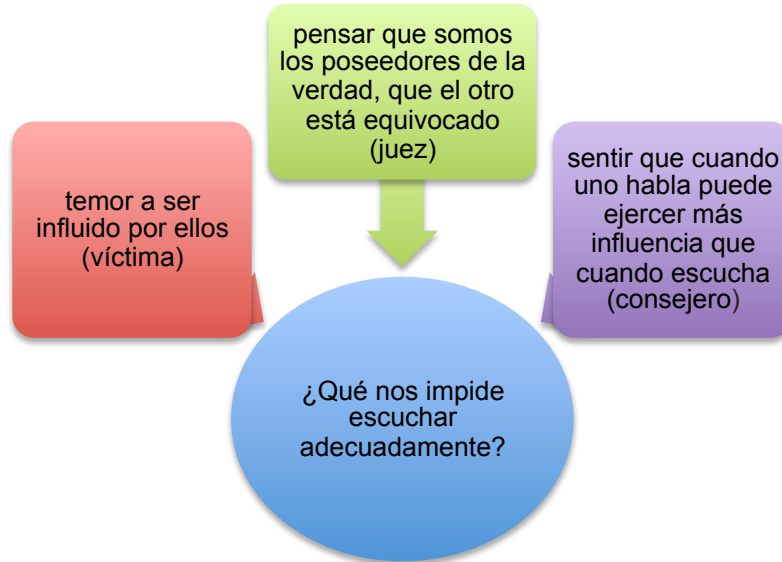 pensar que somos
los poseedores de la
verdad, que el otro
está equivocado
(juez)
temor a ser
influido por ellos
(víctima)
sentir que cuando
uno habla puede
ejercer más
influencia que
cuando escucha
(consejero)
¿Qué nos impide
escuchar
adecuadamente?